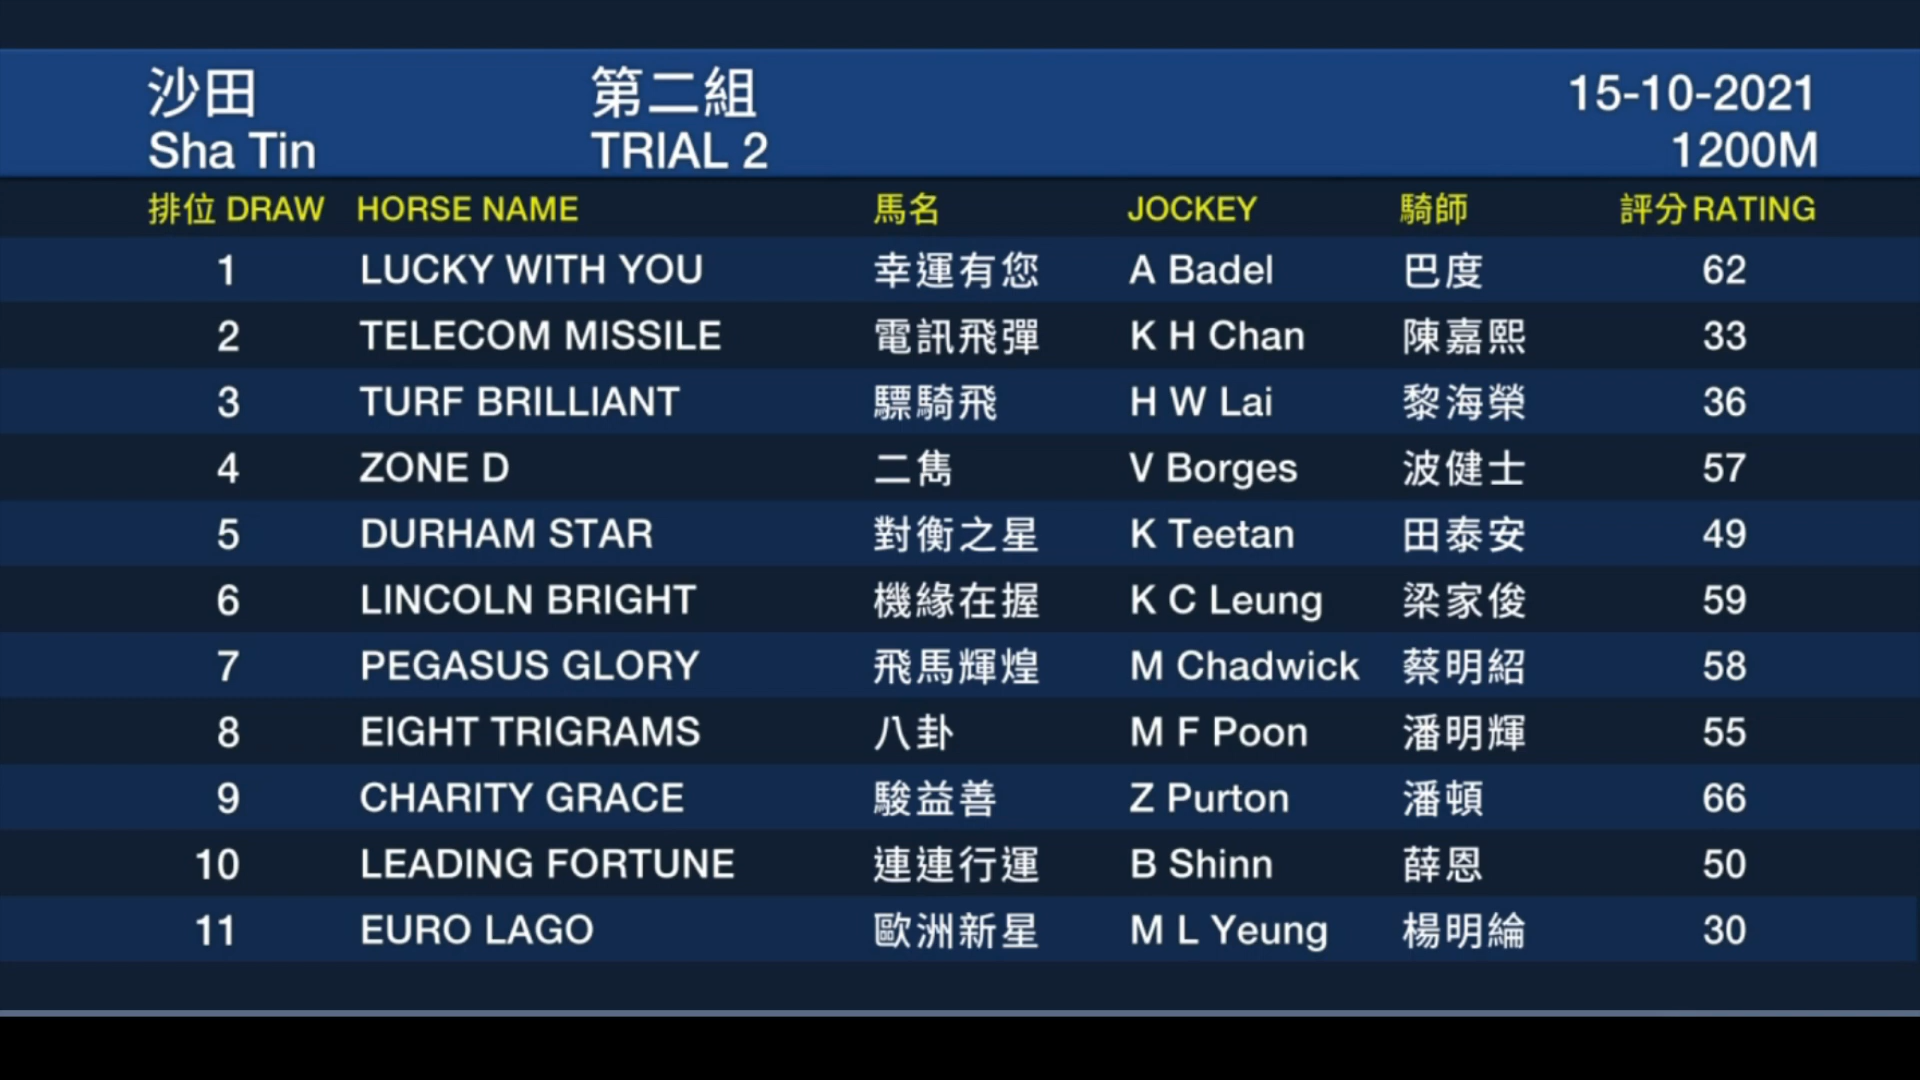 沙田 第二組 15-10-2021
Sha Tin TRIAL 2 1200M
排位 DRAW HORSE NAME 馬名 JOCKEY 騎師 評分 RATING
1 LUCKY WITH YOU 幸運有您 A Badel 巴度 62
2 TELECOM MISSILE 電訊飛彈 K H Chan 陳嘉熙 33
3 TURF BRILLIANT 驃騎飛 H W Lai 黎海榮 36
4 ZONE D 二雋 V Borges 波健士 57
5 DURHAM STAR 對衡之星 K Teetan 田泰安 49
6 LINCOLN BRIGHT 機緣在握 K C Leung 梁家俊 59
7 PEGASUS GLORY 飛馬輝煌 M Chadwick 蔡明紹 58
8 EIGHT TRIGRAMS 八卦 M F Poon 潘明輝 55
9 CHARITY GRACE 駿益善 Z Purton 潘頓 66
10 LEADING FORTUNE 連連行運 B Shinn 薛恩 50
11 EURO LAGO 歐洲新星 M L Yeung 楊明綸 30